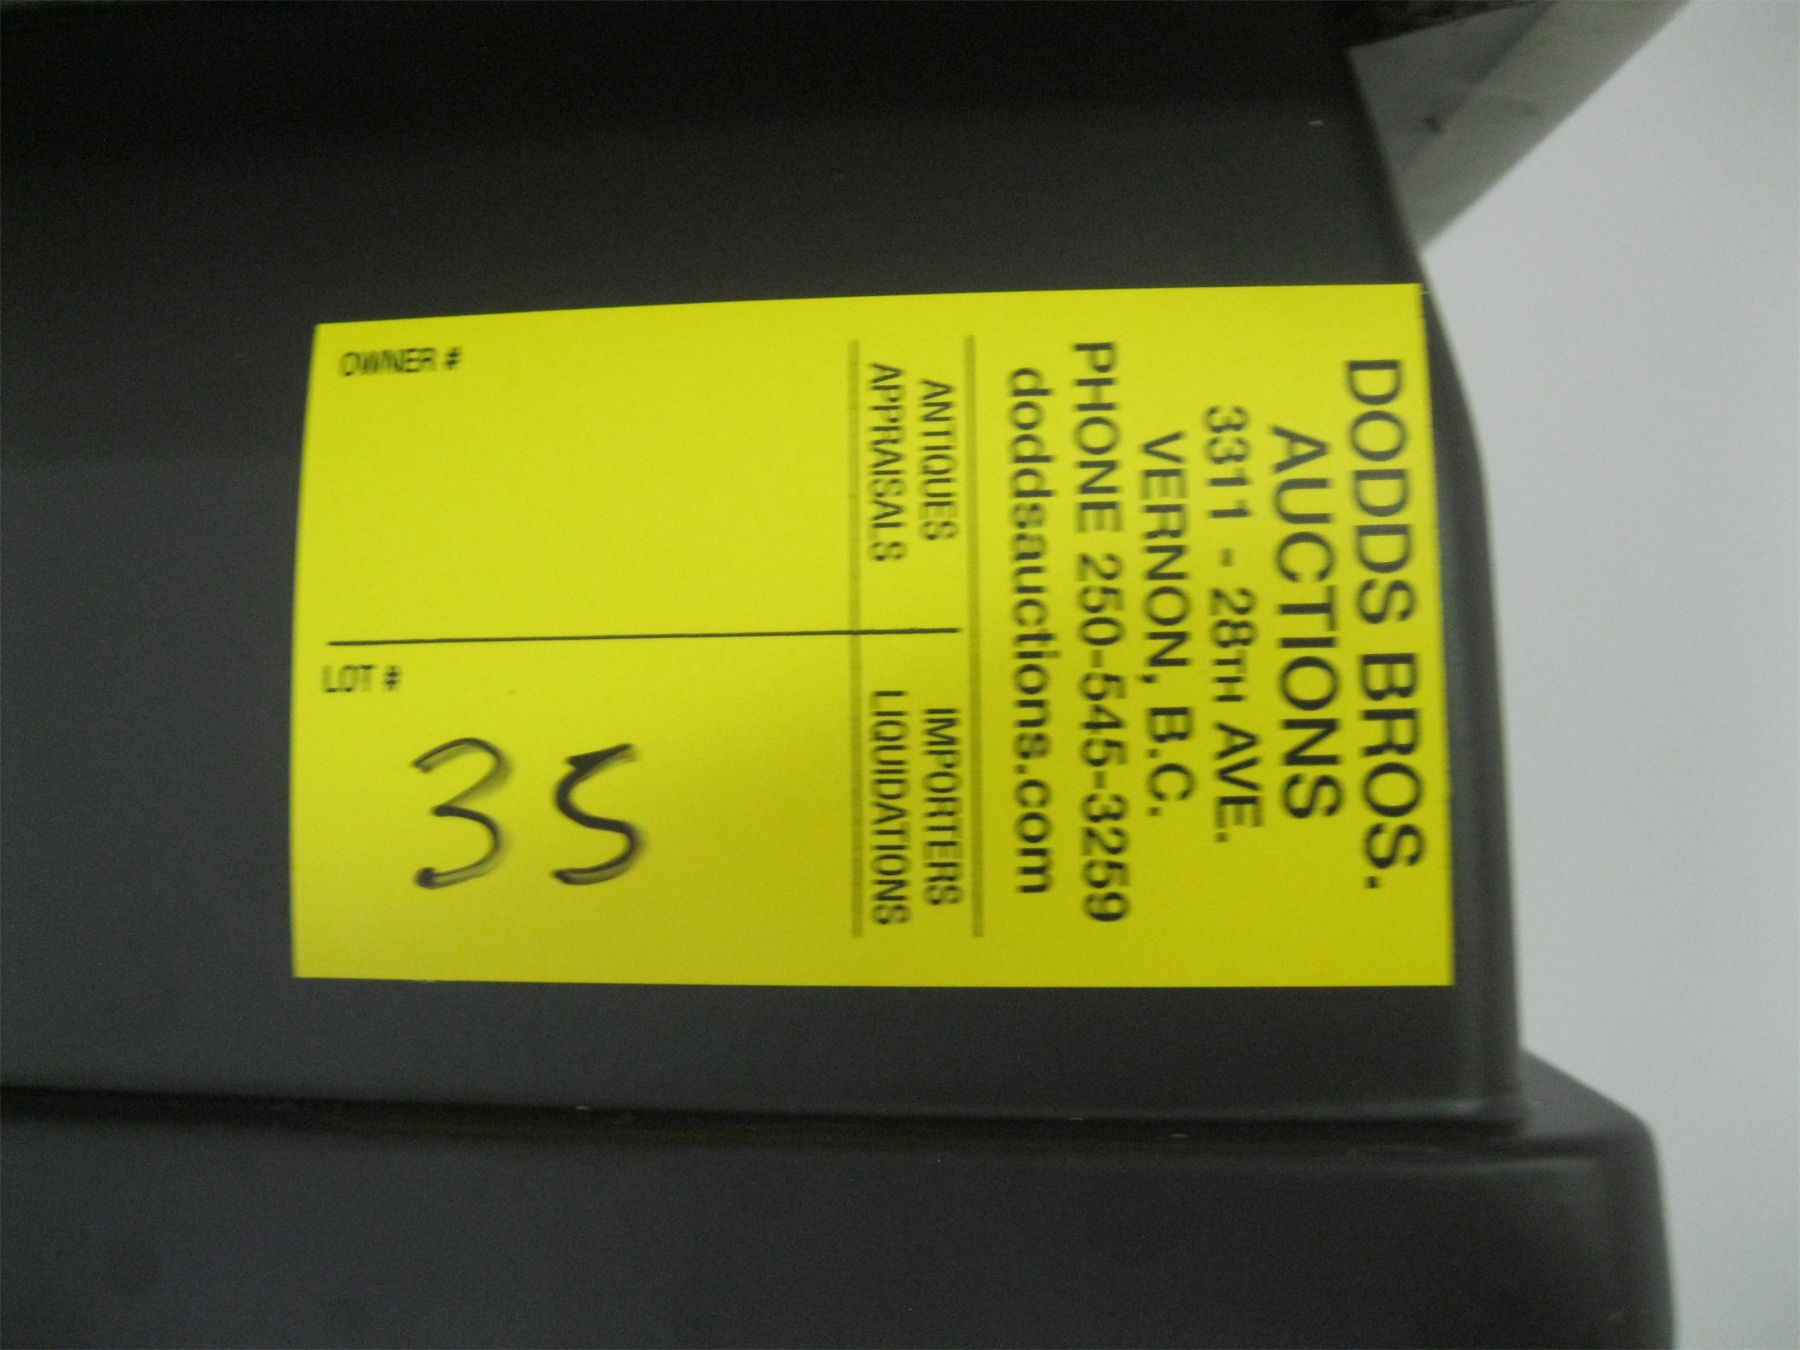 DODDS BROS.
AUCTIONS
3311 - 28TH AVE.
VERNON, B.C.
PHONE 250-545-3259
doddsauctions.com
ANTIQUES IMPORTERS
APPRAISALS LIQUIDATIONS
OWNER #
LOT #
35